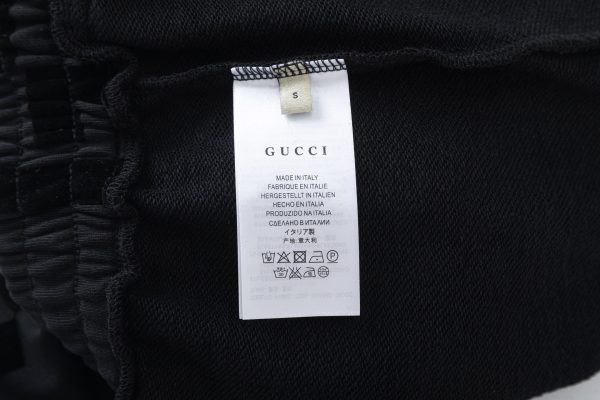 S
GUCCI
MADE IN ITALY
FABRIQUE EN ITALIE
HERGESTELLT IN ITALIEN
HECHO EN ITALIA
PRODUZIDO NA ITALIA
СДЕЛАНО В ИТАЛИИ
イタリア製
产地:意大利